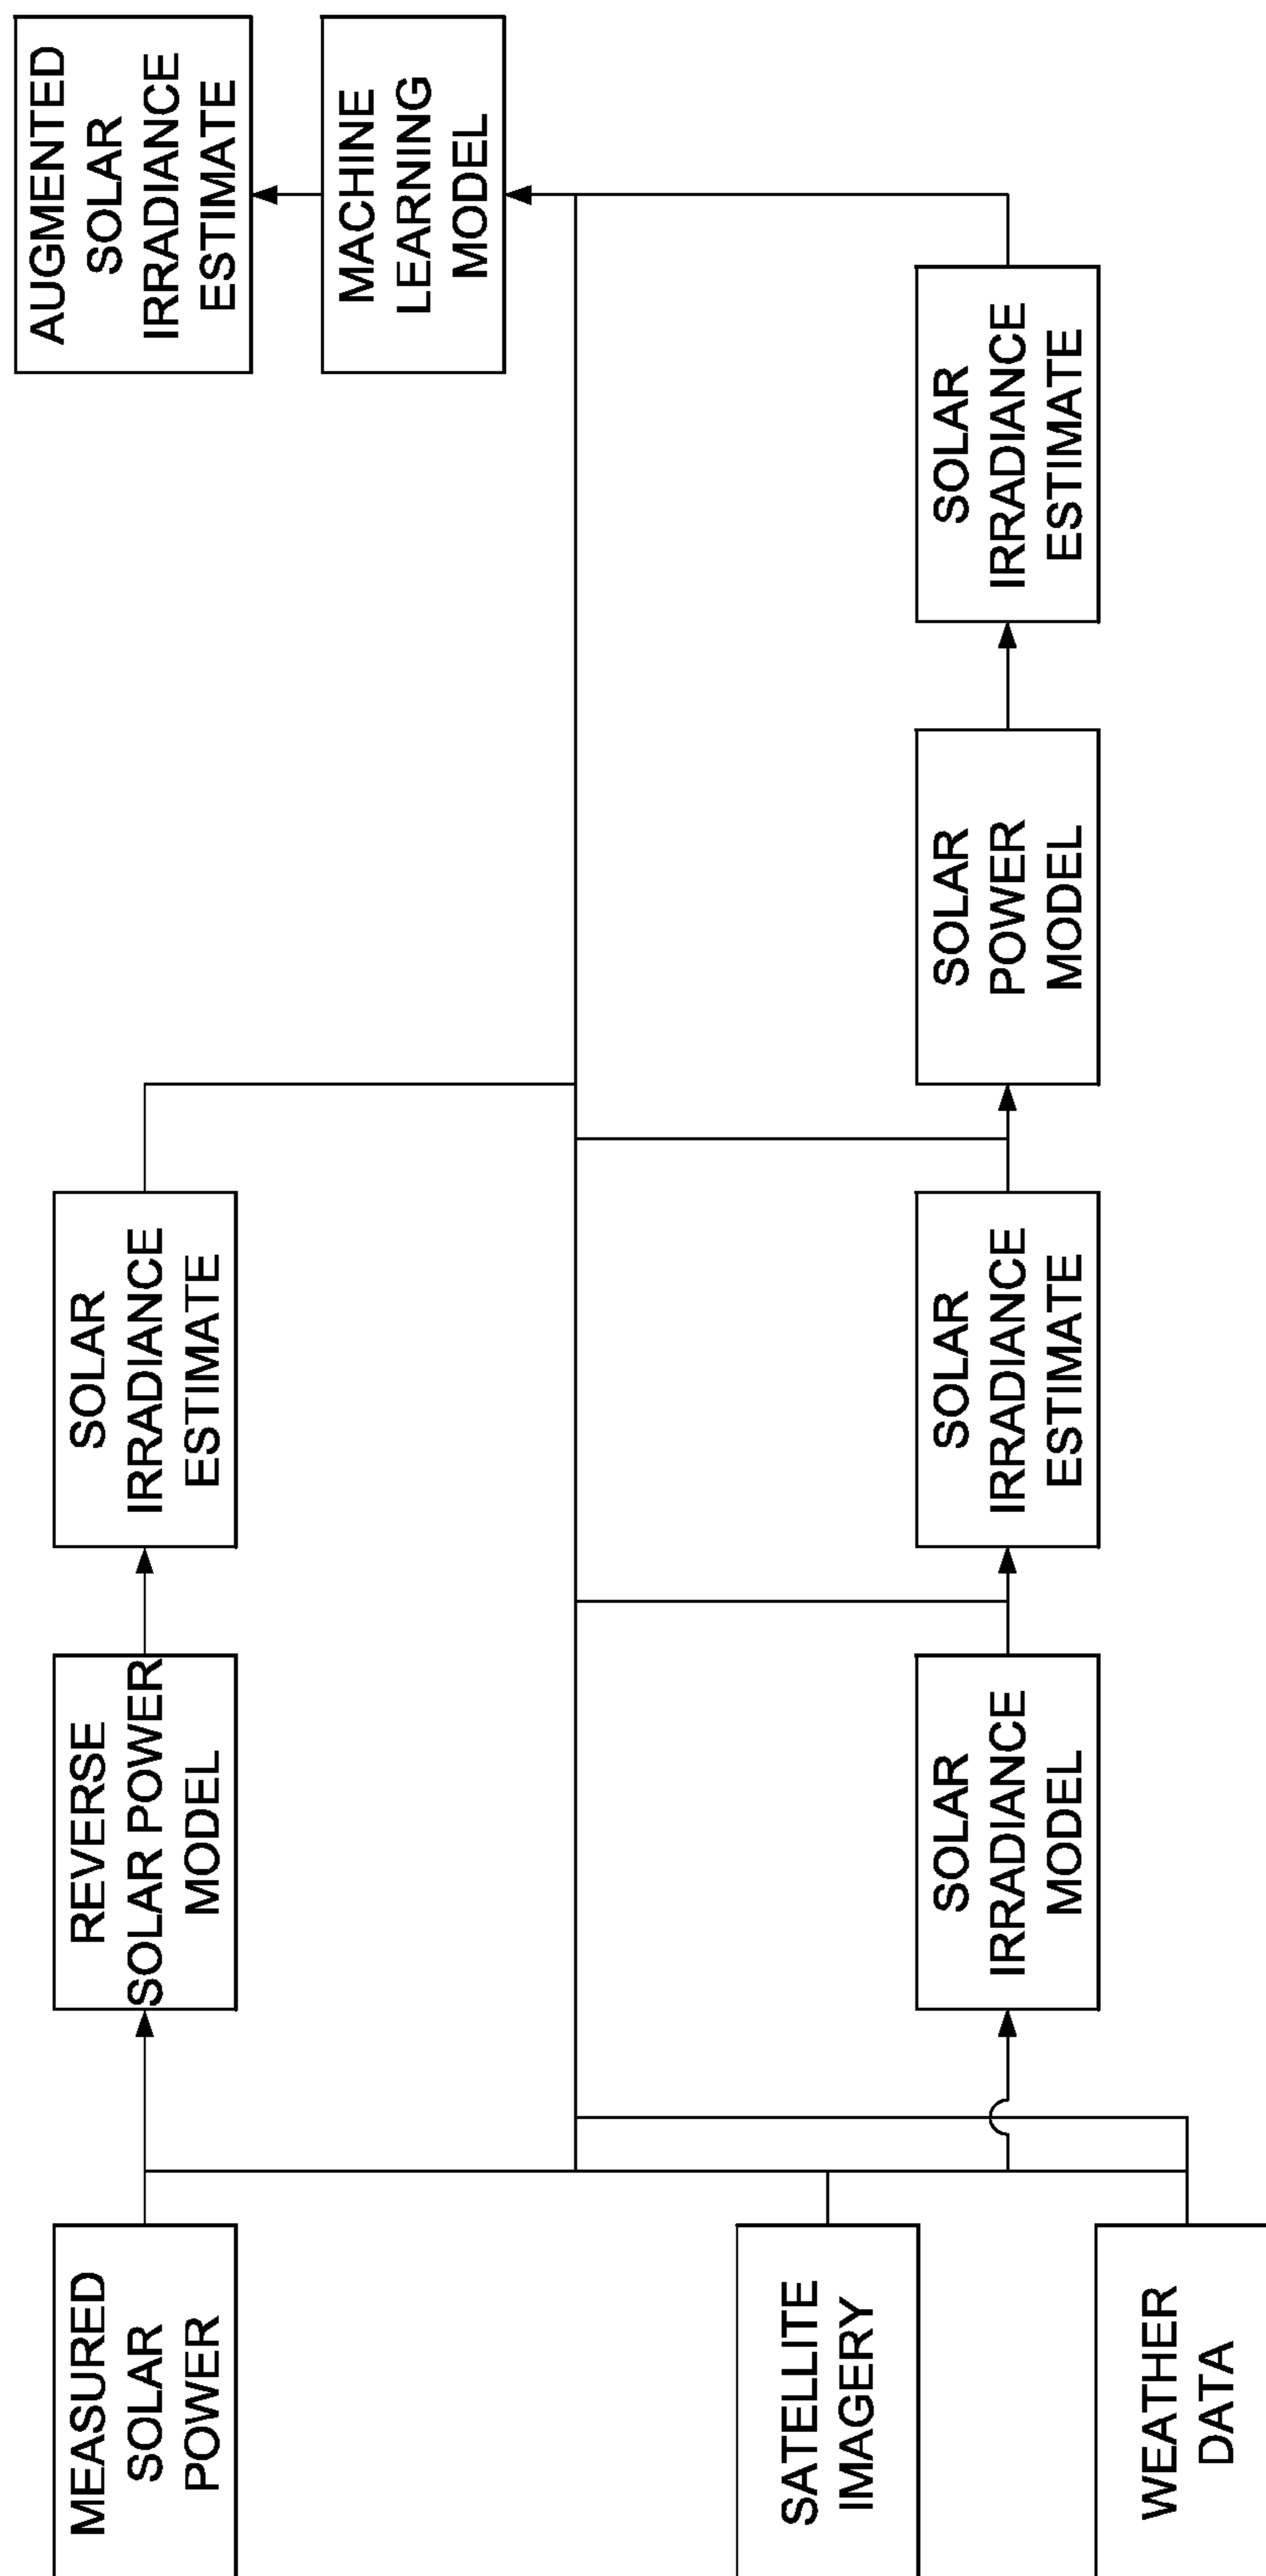 MEASURED
SOLAR
POWER
REVERSE
SOLAR POWER
MODEL
SOLAR
IRRADIANCE
ESTIMATE
AUGMENTED
SOLAR
IRRADIANCE
ESTIMATE
MACHINE
LEARNING
MODEL
SATELLITE
IMAGERY
WEATHER
DATA
SOLAR
IRRADIANCE
MODEL
SOLAR
IRRADIANCE
ESTIMATE
SOLAR
POWER
MODEL
SOLAR
IRRADIANCE
ESTIMATE